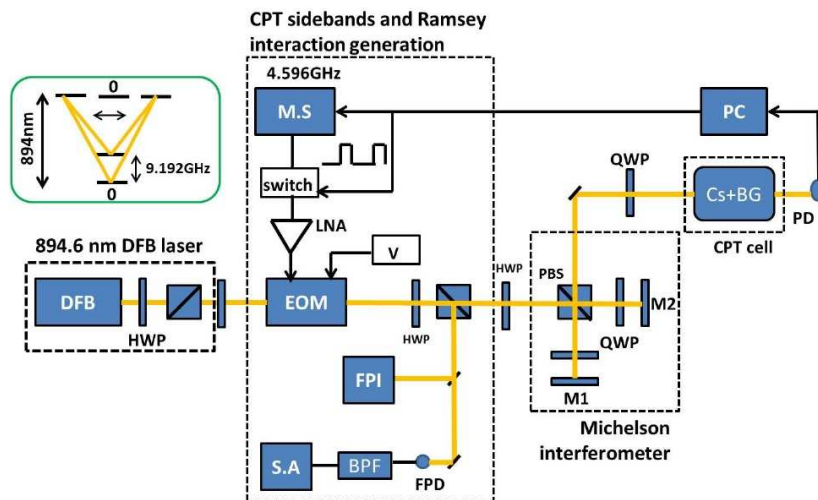 CPT sidebands and Ramsey
interaction generation
4.596GHz
M.S
PC
0
894nm
9.192GHz
0
switch
LNA
V
QWP
Cs+BG
PD
CPT cell
894.6 nm DFB laser
DFB
HWP
EOM
HWP
HWP
PBS
M2
QWP
M1
FPI
Michelson
interferometer
S.A
BPF
FPD